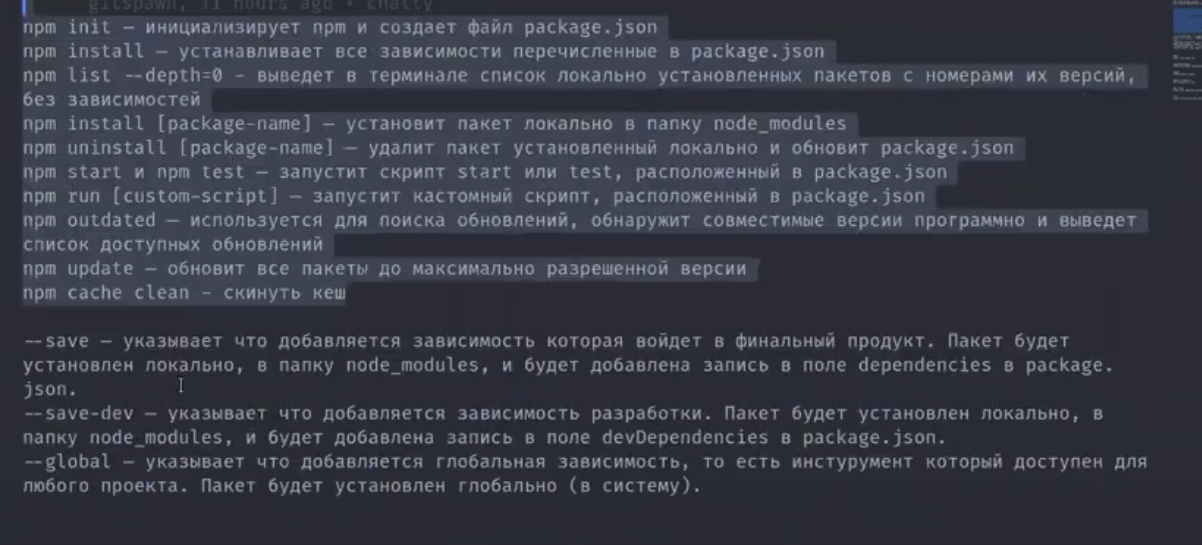 gitspawn, 11 hours ago • chatty
npm init — инициализирует npm и создает файл package.json
npm install — устанавливает все зависимости перечисленные в package.json
npm list --depth=0 - выведет в терминале список локально установленных пакетов с номерами их версий,
без зависимостей
npm install [package-name] — установит пакет локально в папку node_modules
npm uninstall [package-name] — удалит пакет установленный локально и обновит package.json
npm start и npm test — запустит скрипт start или test, расположенный в package.json
npm run [custom-script] — запустит кастомный скрипт, расположенный в package.json
npm outdated — используется для поиска обновлений, обнаружит совместимые версии программно и выведет
список доступных обновлений
npm update — обновит все пакеты до максимально разрешенной версии
npm cache clean - скинуть кеш
--save — указывает что добавляется зависимость которая войдет в финальный продукт. Пакет будет
установлен локально, в папку node_modules, и будет добавлена запись в поле dependencies в package.
json.
--save-dev — указывает что добавляется зависимость разработки. Пакет будет установлен локально, в
папку node_modules, и будет добавлена запись в поле devDependencies в package.json.
--global — указывает что добавляется глобальная зависимость, то есть инстурумент который доступен для
любого проекта. Пакет будет установлен глобально (в систему).